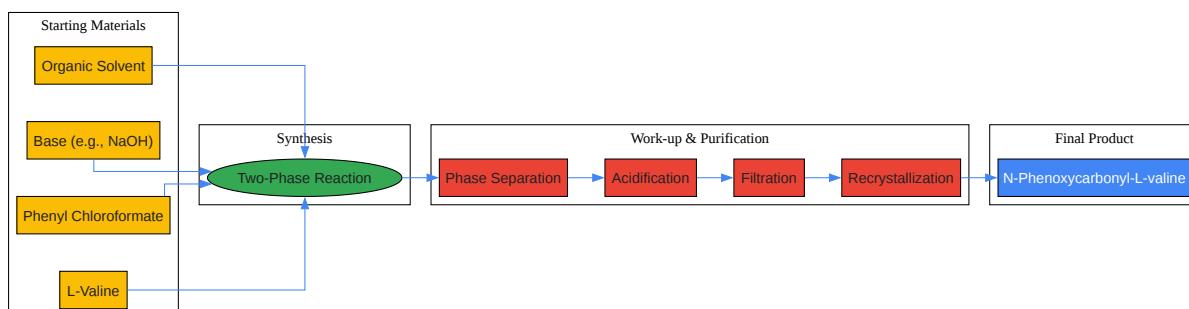 Starting Materials
Organic Solvent
Base (e.g., NaOH)
Phenyl Chloroformate
L-Valine
Synthesis
Two-Phase Reaction
Work-up & Purification
Phase Separation
Acidification
Filtration
Recrystallization
Final Product
N-Phenoxycarbonyl-L-valine